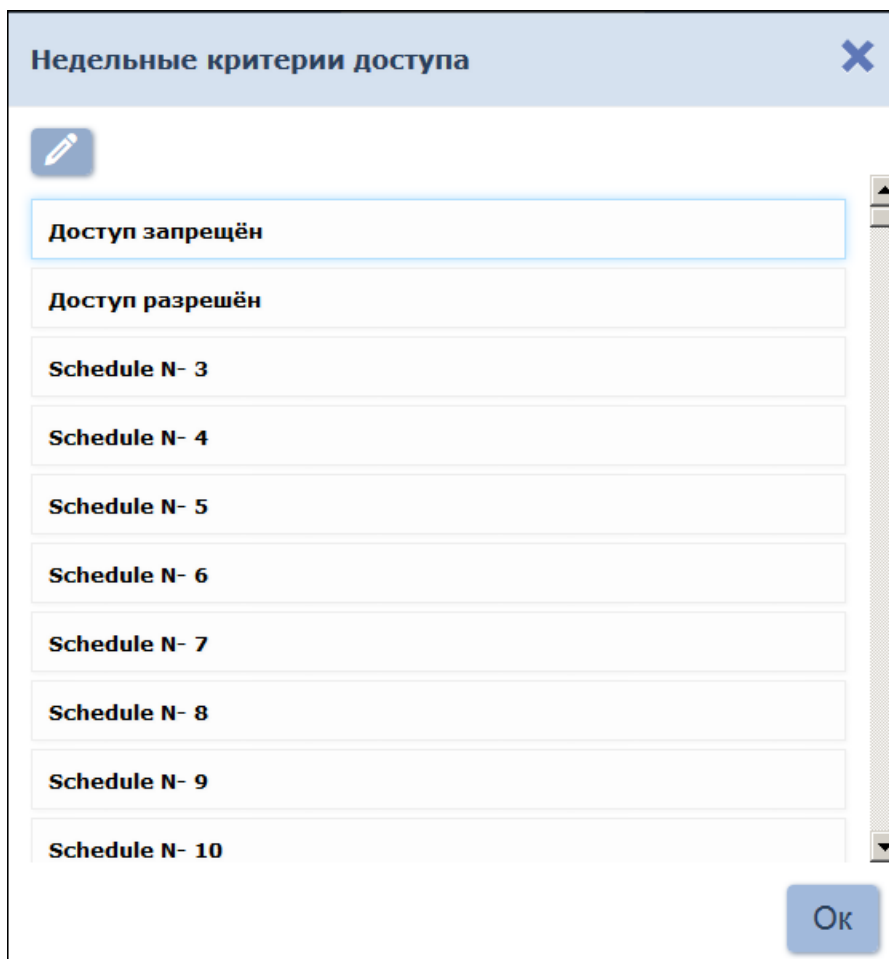 Недельные критерии доступа
Доступ запрещён
Доступ разрешён
Schedule N- 3
Schedule N- 4
Schedule N- 5
Schedule N- 6
Schedule N- 7
Schedule N- 8
Schedule N- 9
Schedule N- 10
Ок